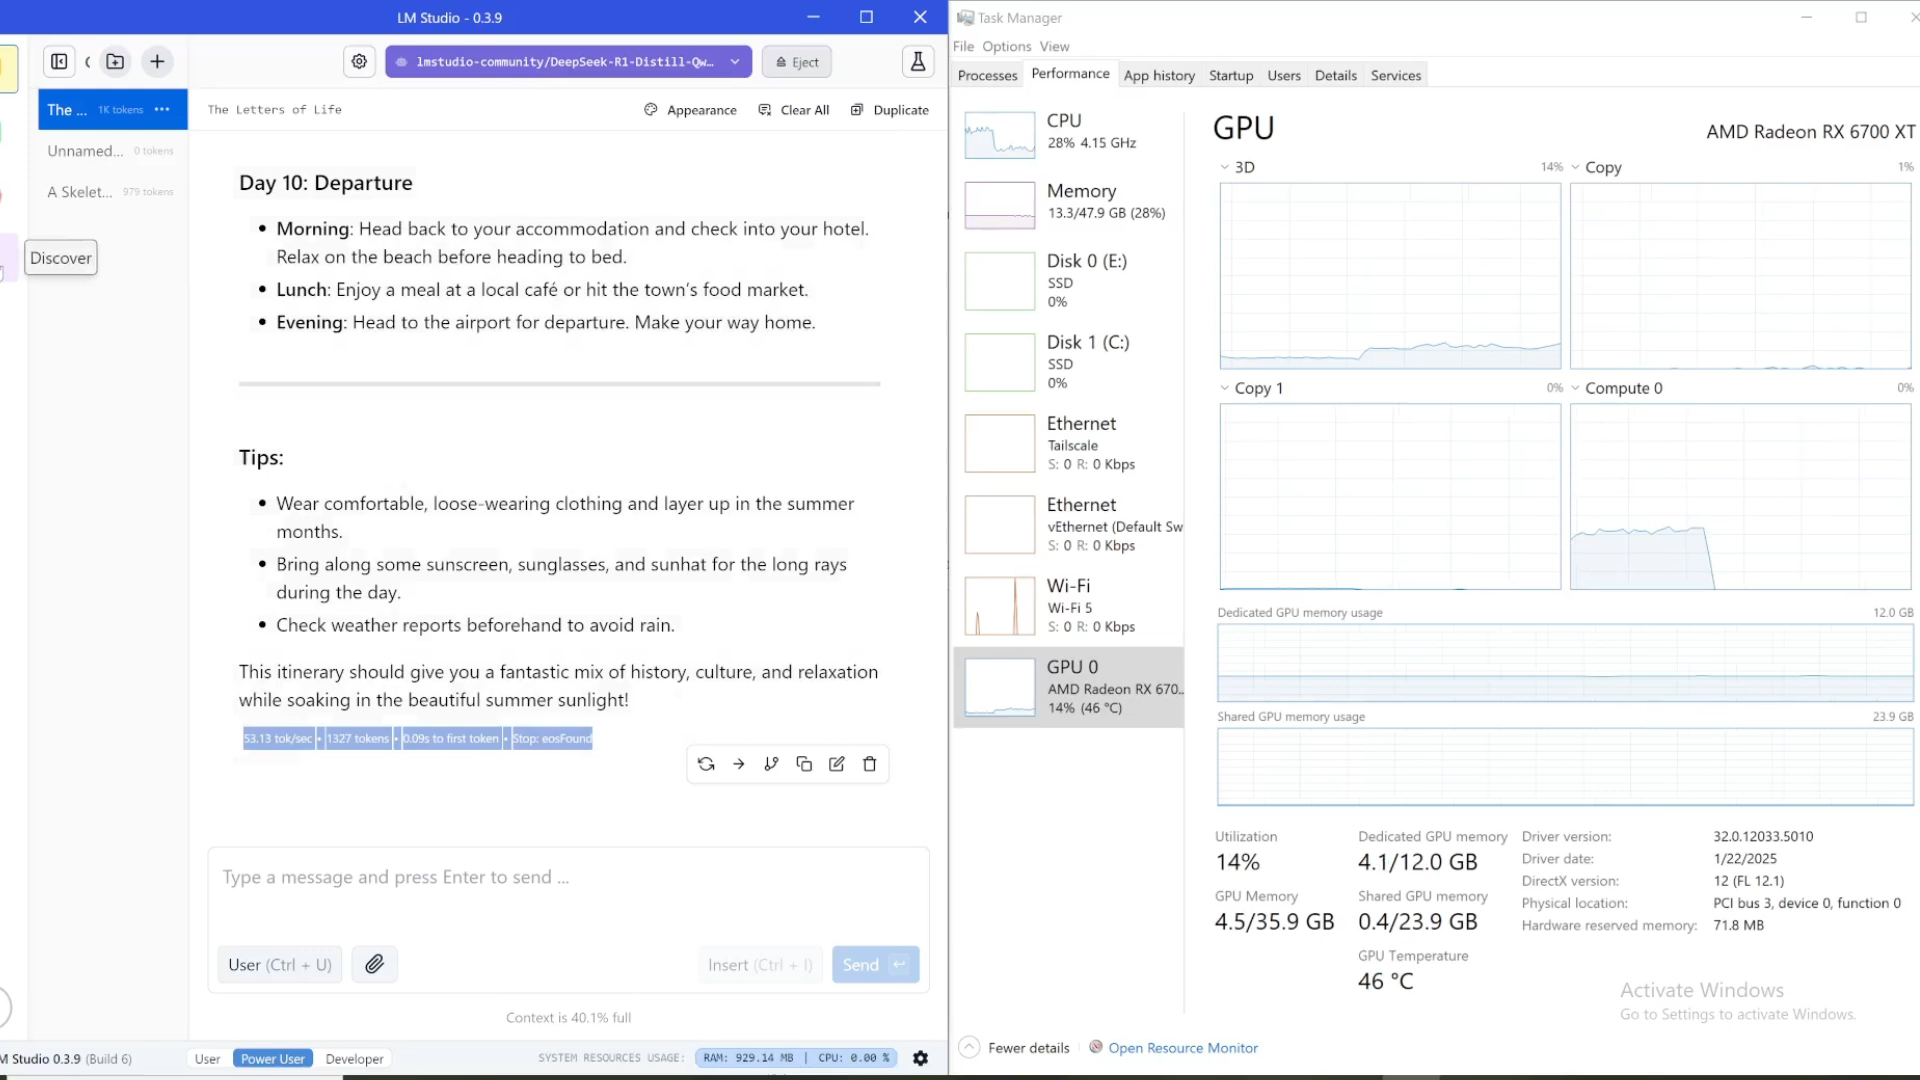 LM Studio - 0.3.9
lmstudio-community/DeepSeek-R1-Distill-Qw...
Eject
The ... 1K tokens
The Letters of Life
Appearance
Clear All
Duplicate
Unnamed... 0 tokens
A Skelet... 979 tokens
Discover
Day 10: Departure
• Morning: Head back to your accommodation and check into your hotel.
Relax on the beach before heading to bed.
• Lunch: Enjoy a meal at a local café or hit the town's food market.
• Evening: Head to the airport for departure. Make your way home.
Tips:
• Wear comfortable, loose-wearing clothing and layer up in the summer
months.
• Bring along some sunscreen, sunglasses, and sunhat for the long rays
during the day.
• Check weather reports beforehand to avoid rain.
This itinerary should give you a fantastic mix of history, culture, and relaxation
while soaking in the beautiful summer sunlight!
53.13 tok/sec • 1327 tokens • 0.09s to first token • Stop: eosFound
Type a message and press Enter to send ...
User (Ctrl + U)
Insert (Ctrl + I)
Send
Context is 40.1% full
M Studio 0.3.9 (Build 6)
User
Power User
Developer
SYSTEM RESOURCES USAGE:
RAM: 929.14 MB | CPU: 0.00 %
Task Manager
File Options View
Processes Performance App history Startup Users Details Services
CPU
28% 4.15 GHz
Memory
13.3/47.9 GB (28%)
Disk 0 (E:)
SSD
0%
Disk 1 (C:)
SSD
0%
Ethernet
Tailscale
S: 0 R: 0 Kbps
Ethernet
vEthernet (Default Sw
S: 0 R: 0 Kbps
Wi-Fi
Wi-Fi 5
S: 0 R: 0 Kbps
GPU 0
AMD Radeon RX 670...
14% (46 °C)
GPU
AMD Radeon RX 6700 XT
3D 14%
Copy 1%
Copy 1 0%
Compute 0 0%
Dedicated GPU memory usage 12.0 GB
Shared GPU memory usage 23.9 GB
Utilization
14%
Dedicated GPU memory
4.1/12.0 GB
GPU Memory
4.5/35.9 GB
Shared GPU memory
0.4/23.9 GB
GPU Temperature
46 °C
Driver version: 32.0.12033.5010
Driver date: 1/22/2025
DirectX version: 12 (FL 12.1)
Physical location: PCI bus 3, device 0, function 0
Hardware reserved memory: 71.8 MB
Activate Windows
Go to Settings to activate Windows.
Fewer details
Open Resource Monitor